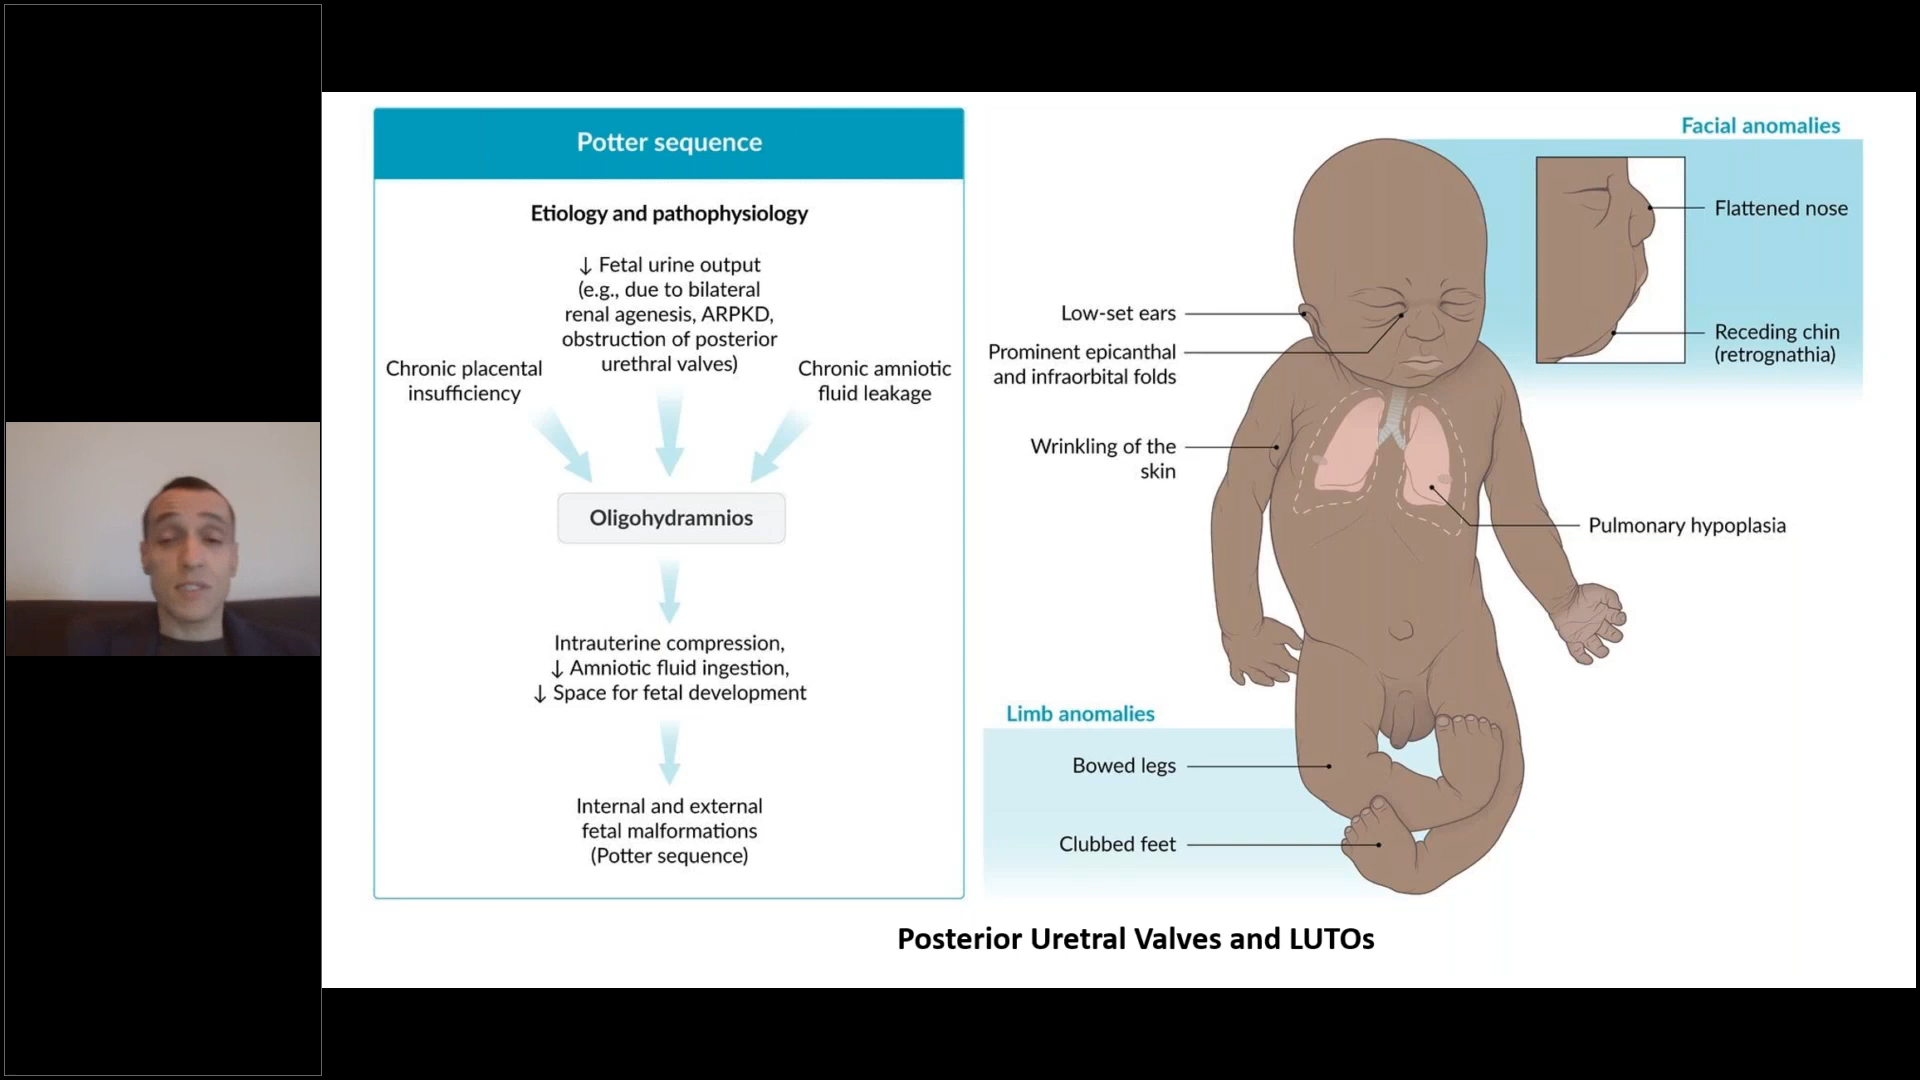 Potter sequence
Etiology and pathophysiology
↓ Fetal urine output
(e.g., due to bilateral
renal agenesis, ARPKD,
obstruction of posterior
urethral valves)
Chronic placental
insufficiency
Chronic amniotic
fluid leakage
Oligohydramnios
Intrauterine compression,
↓ Amniotic fluid ingestion,
↓ Space for fetal development
Internal and external
fetal malformations
(Potter sequence)
Facial anomalies
Flattened nose
Receding chin
(retrognathia)
Low-set ears
Prominent epicanthal
and infraorbital folds
Wrinkling of the
skin
Pulmonary hypoplasia
Limb anomalies
Bowed legs
Clubbed feet
Posterior Uretral Valves and LUTOs